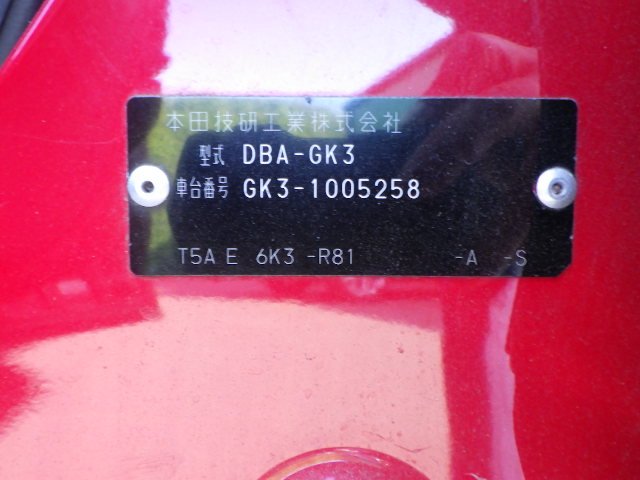 本田技研工業株式会社
型式 DBA-GK3
車台番号 GK3-1005258
T5A E 6K3 -R81 -A -S